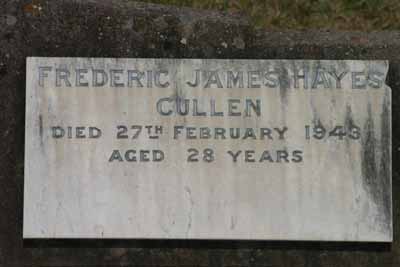 FREDERIC JAMES HAYES
CULLEN
DIED 27TH FEBRUARY 1943
AGED 28 YEARS